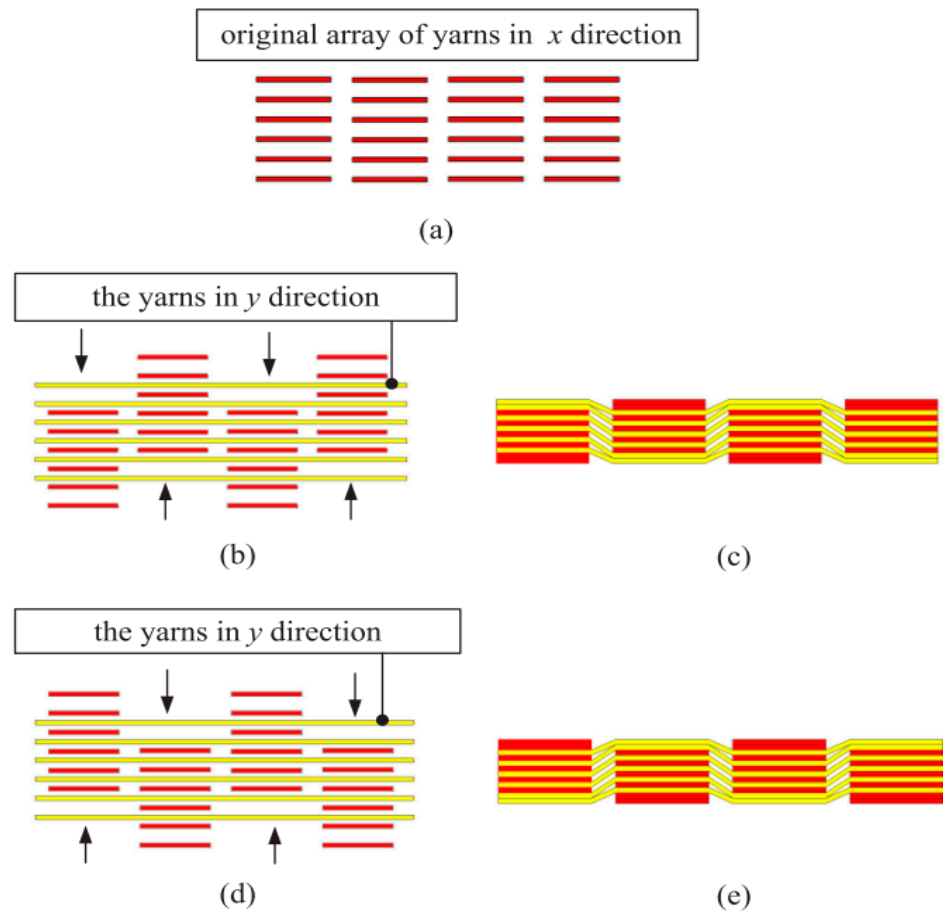 original array of yarns in x direction
(a)
the yarns in y direction
(b)
(c)
the yarns in y direction
(d)
(e)